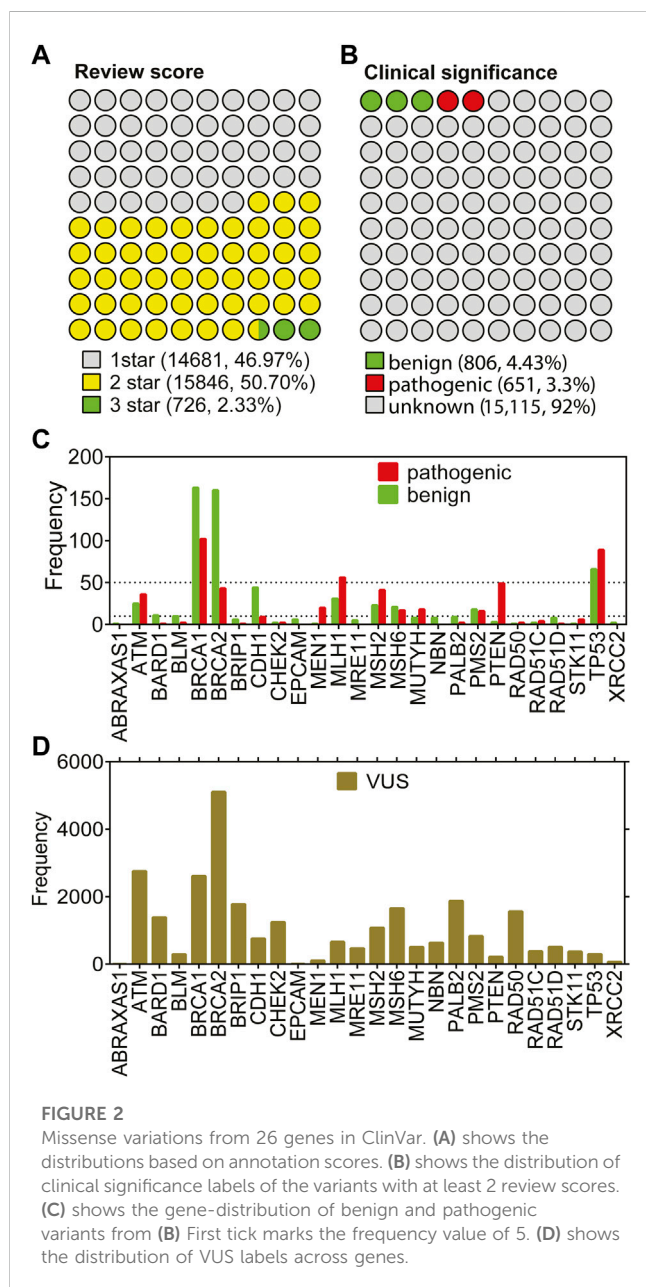 A
Review score
1star (14681, 46.97%)
2 star (15846, 50.70%)
3 star (726, 2.33%)
B
Clinical significance
benign (806, 4.43%)
pathogenic (651, 3.3%)
unknown (15,115, 92%)
C
Frequency
200
150
100
50
0
pathogenic
benign
ABRAXAS1
ATM
BARD1
BLM
BRCA1
BRCA2
BRIP1
CDH1
CHEK2
EPCAM
MEN1
MLH1
MRE11
MSH2
MSH6
MUTYH
NBN
PALB2
PMS2
PTEN
RAD50
RAD51C
RAD51D
STK11
TP53
XRCC2
D
Frequency
6000
4000
2000
0
VUS
ABRAXAS1
ATM
BARD1
BLM
BRCA1
BRCA2
BRIP1
CDH1
CHEK2
EPCAM
MEN1
MLH1
MRE11
MSH2
MSH6
MUTYH
NBN
PALB2
PMS2
PTEN
RAD50
RAD51C
RAD51D
STK11
TP53
XRCC2
FIGURE 2
Missense variations from 26 genes in ClinVar. (A) shows the
distributions based on annotation scores. (B) shows the distribution of
clinical significance labels of the variants with at least 2 review scores.
(C) shows the gene-distribution of benign and pathogenic
variants from (B) First tick marks the frequency value of 5. (D) shows
the distribution of VUS labels across genes.